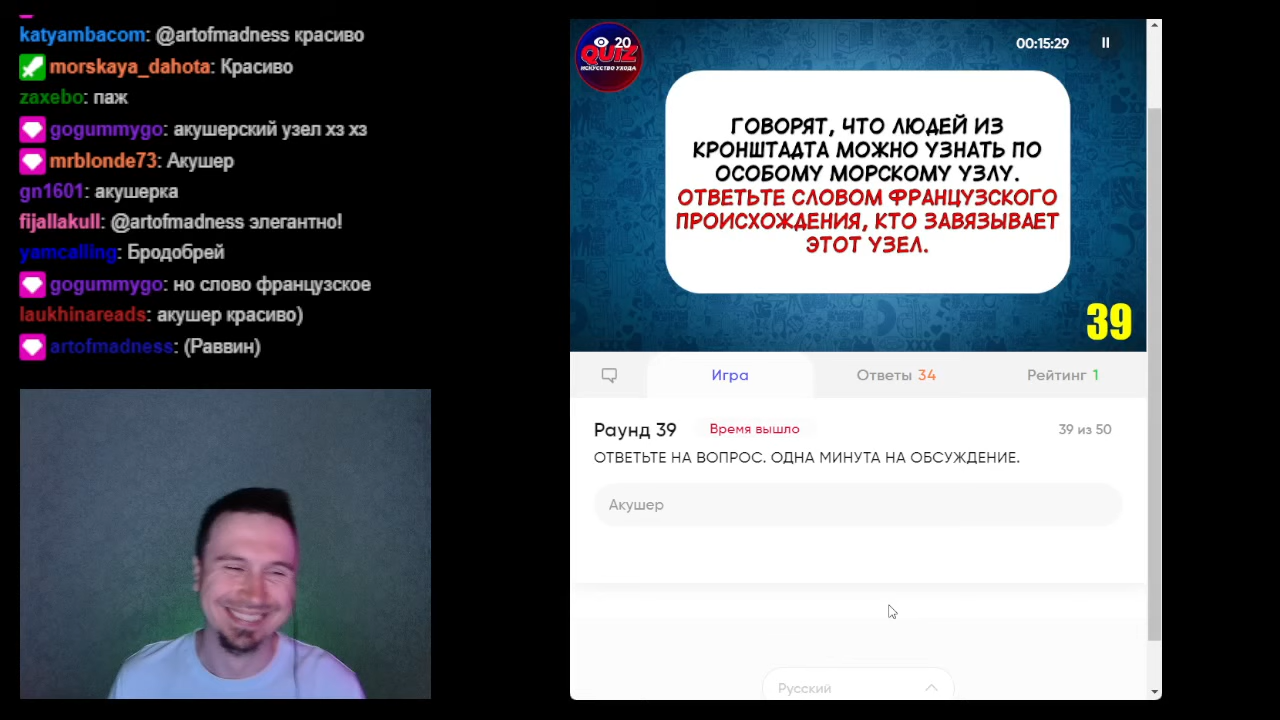 katyambacom: @artofmadness красиво
morskaya_dahota: Красиво
zaxebo: паж
gogummygo: акушерский узел хз хз
mrblonde73: Акушер
gn1601: акушерка
fijallakull: @artofmadness элегантно!
yamcalling: Бродобрей
gogummygo: но слово французское
laukhinareads: акушер красиво)
artofmadness: (Раввин)
20
QUIZ
ИСКУССТВО УХОДА
00:15:29
ГОВОРЯТ, ЧТО ЛЮДЕЙ ИЗ
КРОНШТАДТА МОЖНО УЗНАТЬ ПО
ОСОБОМУ МОРСКОМУ УЗЛУ.
ОТВЕТЬТЕ СЛОВОМ ФРАНЦУЗСКОГО
ПРОИСХОЖДЕНИЯ, КТО ЗАВЯЗЫВАЕТ
ЭТОТ УЗЕЛ.
39
Игра
Ответы 34
Рейтинг 1
Раунд 39
Время вышло
39 из 50
ОТВЕТЬТЕ НА ВОПРОС. ОДНА МИНУТА НА ОБСУЖДЕНИЕ.
Акушер
Русский